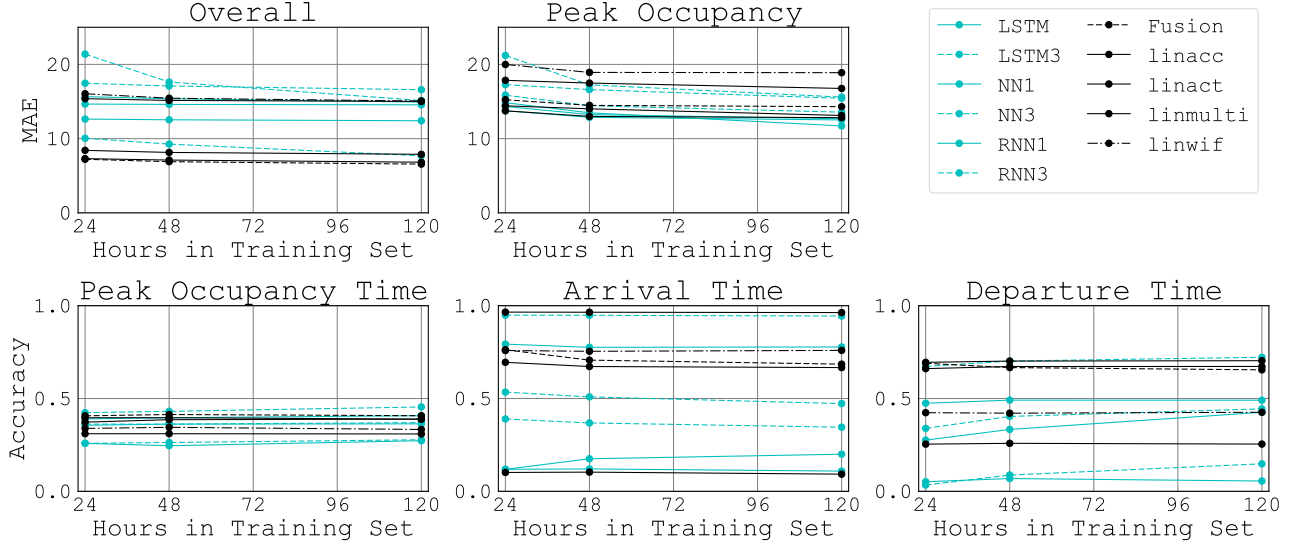 Overall
Peak Occupancy
MAE
20
10
0
24 48 72 96 120
Hours in Training Set
20
10
0
24 48 72 96 120
Hours in Training Set
LSTM
LSTM3
NN1
NN3
RNN1
RNN3
Fusion
linacc
linact
linmulti
linwif
Peak Occupancy Time
Arrival Time
Departure Time
Accuracy
1.0
0.5
0.0
24 48 72 96 120
Hours in Training Set
1.0
0.5
0.0
24 48 72 96 120
Hours in Training Set
1.0
0.5
0.0
24 48 72 96 120
Hours in Training Set